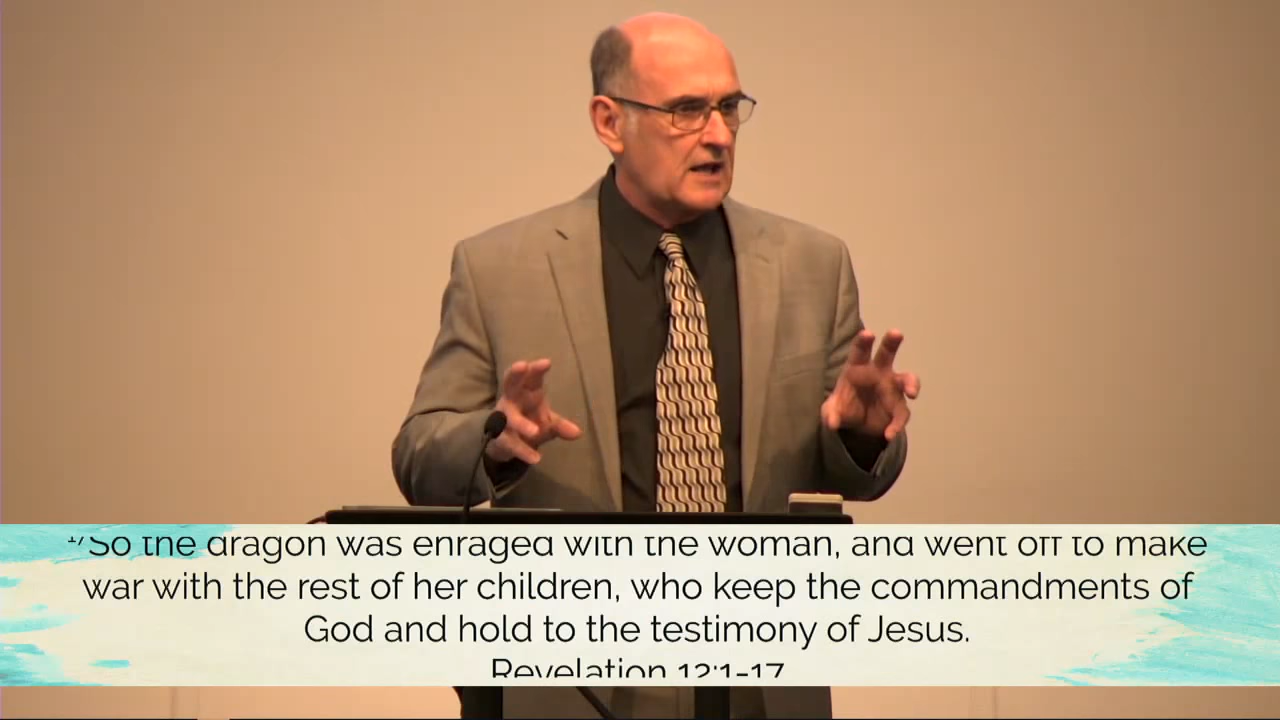 17 So the dragon was enraged with the woman, and went off to make
war with the rest of her children, who keep the commandments of
God and hold to the testimony of Jesus.
Revelation 12:1-17